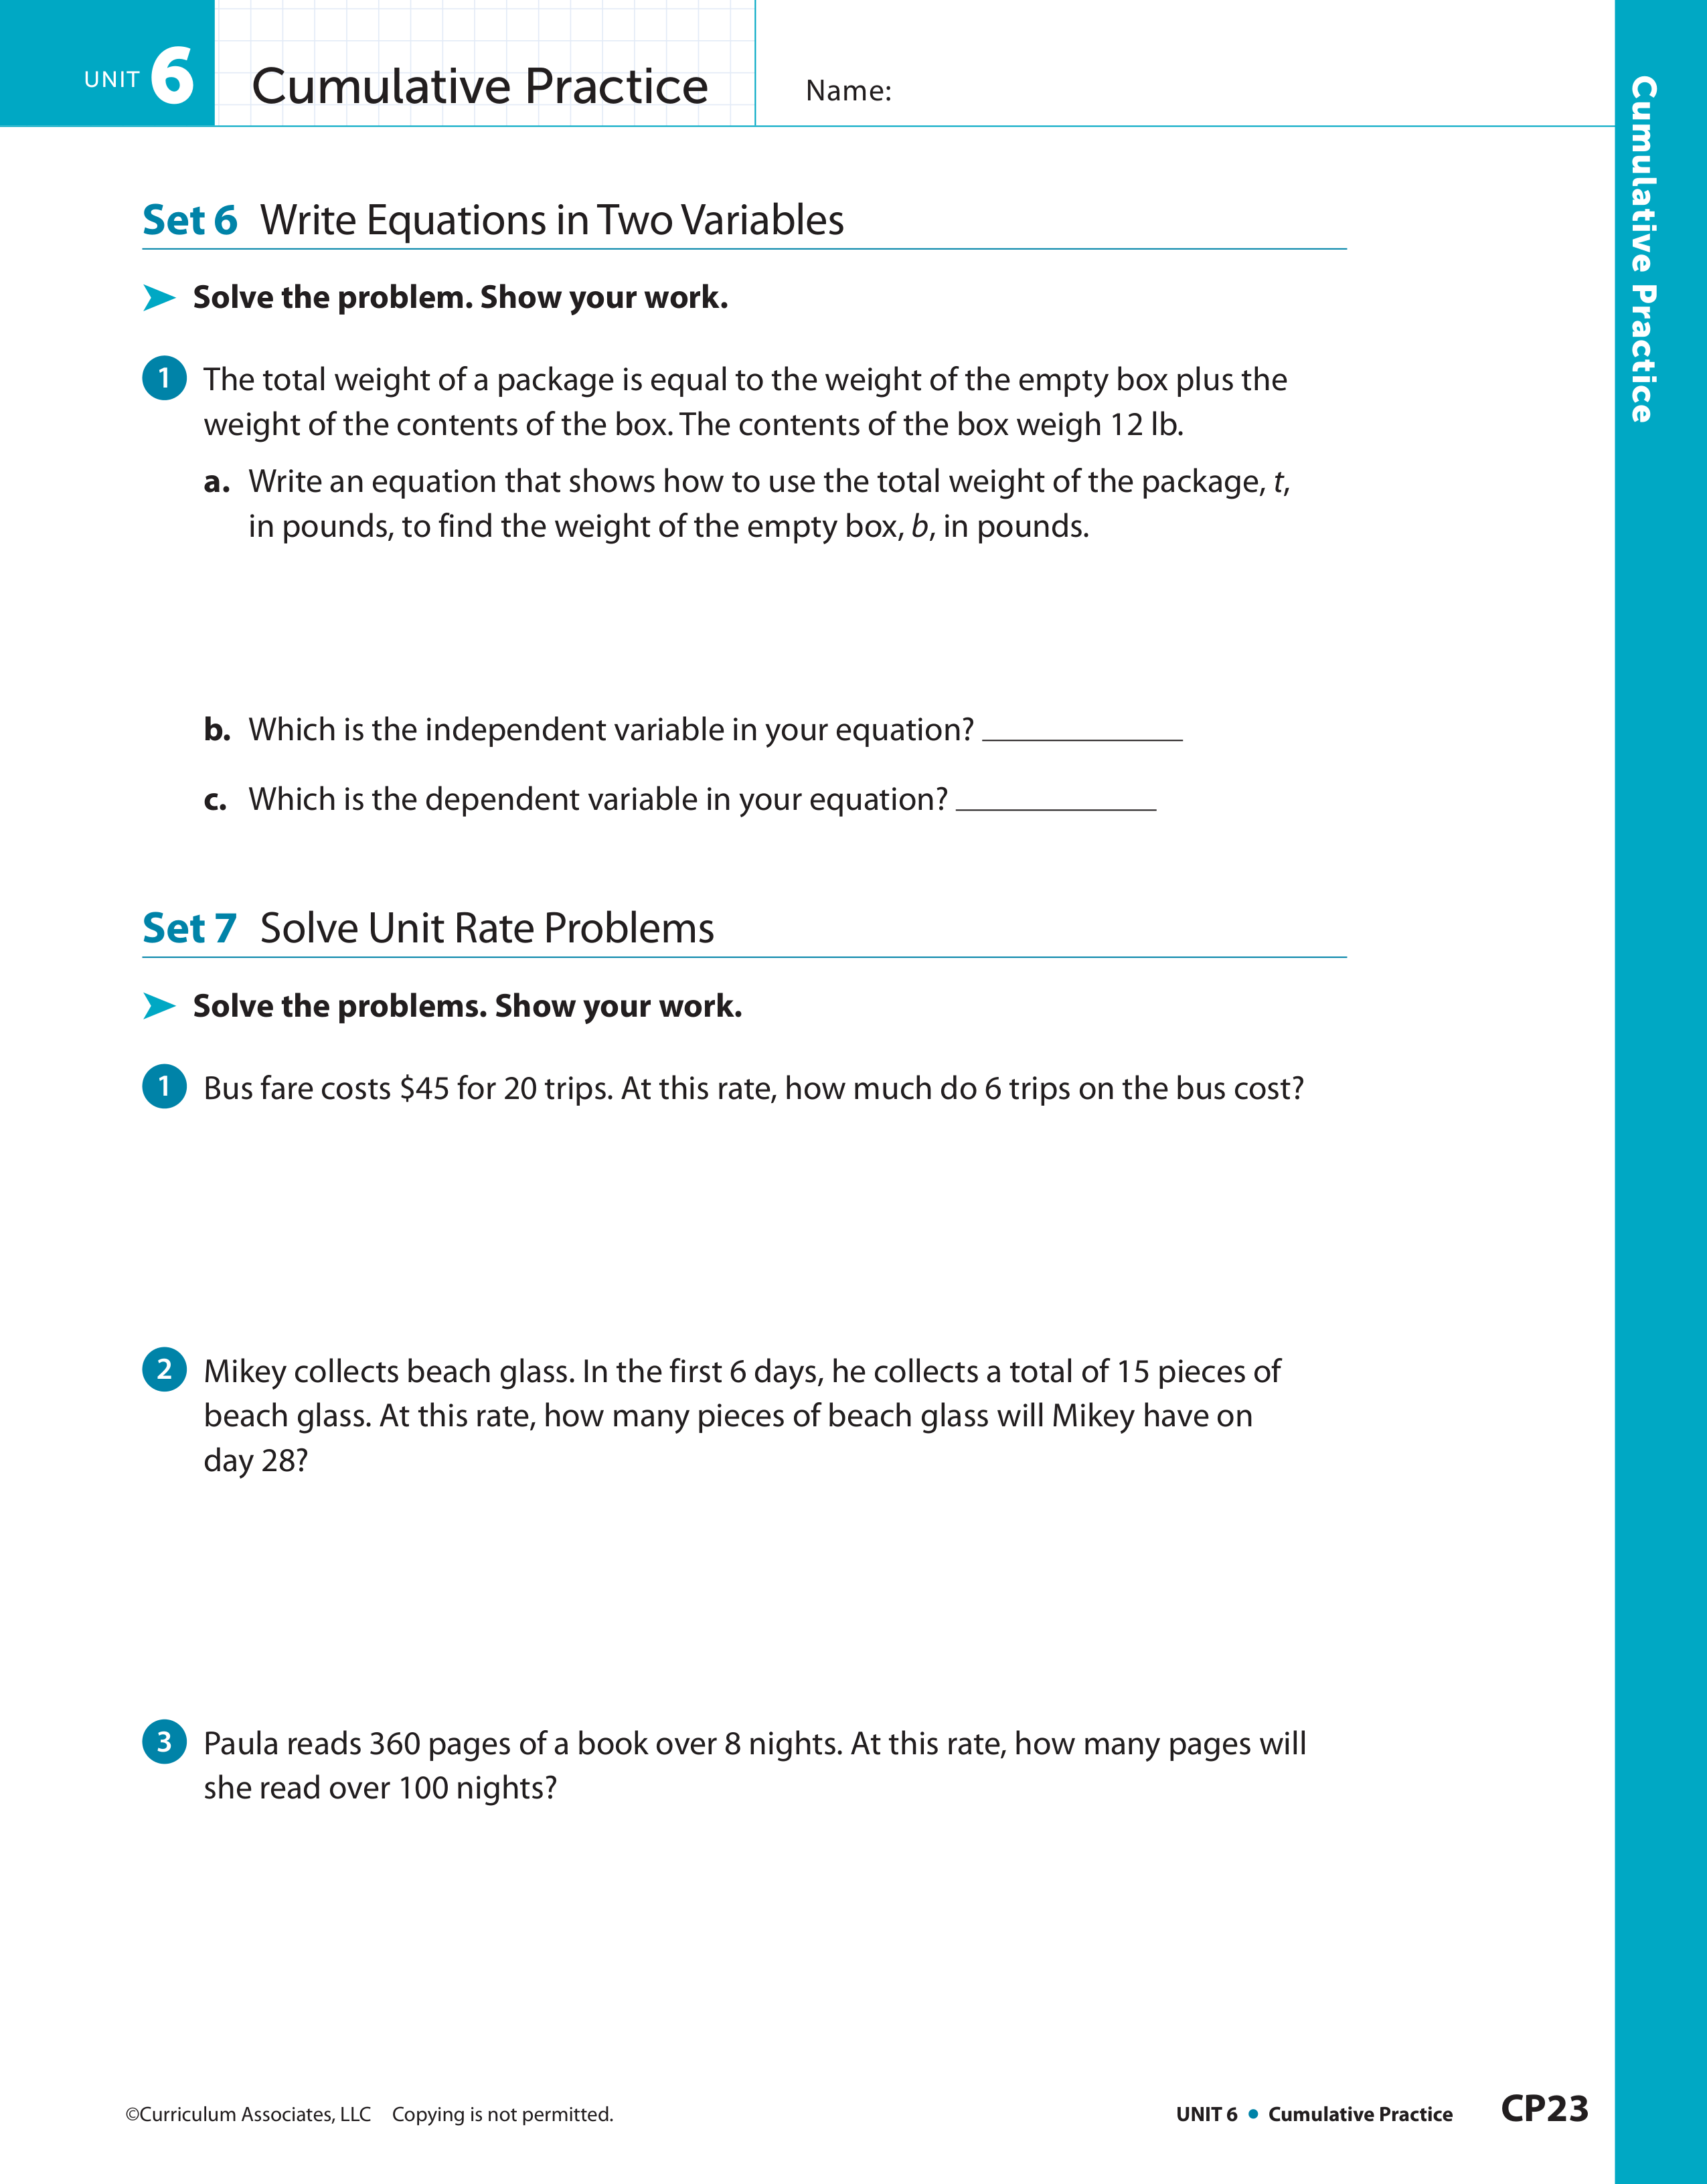 UNIT 6 Cumulative Practice Name:
Cumulative Practice
Set 6 Write Equations in Two Variables
Solve the problem. Show your work.
1 The total weight of a package is equal to the weight of the empty box plus the
weight of the contents of the box. The contents of the box weigh 12 lb.
a. Write an equation that shows how to use the total weight of the package, t,
in pounds, to find the weight of the empty box, b, in pounds.
b. Which is the independent variable in your equation?
c. Which is the dependent variable in your equation?
Set 7 Solve Unit Rate Problems
Solve the problems. Show your work.
1 Bus fare costs $45 for 20 trips. At this rate, how much do 6 trips on the bus cost?
2 Mikey collects beach glass. In the first 6 days, he collects a total of 15 pieces of
beach glass. At this rate, how many pieces of beach glass will Mikey have on
day 28?
3 Paula reads 360 pages of a book over 8 nights. At this rate, how many pages will
she read over 100 nights?
©Curriculum Associates, LLC Copying is not permitted. UNIT 6 • Cumulative Practice CP23